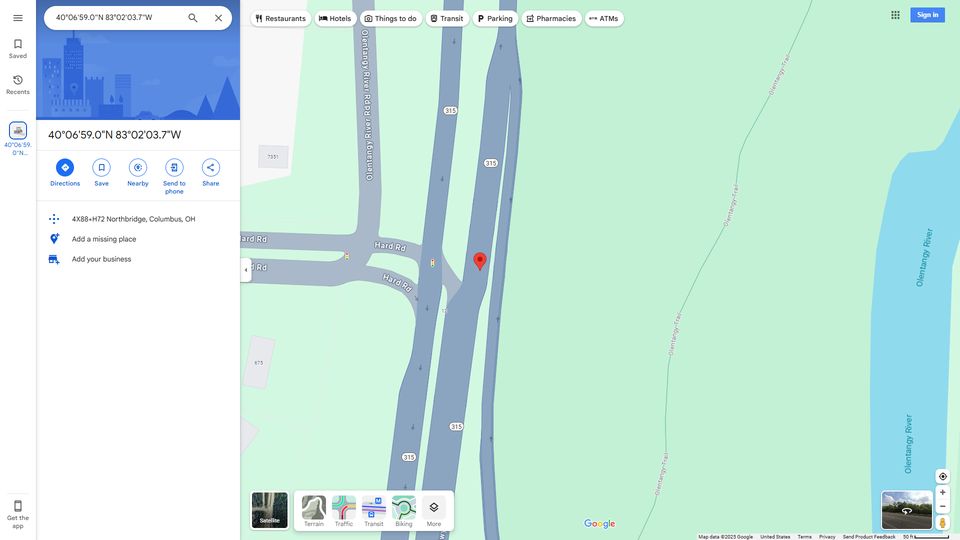 40°06'59.0"N 83°02'03.7"W
Restaurants
Hotels
Things to do
Transit
Parking
Pharmacies
ATMs
Sign in
Saved
Recents
40°06'59.
0"N...
40°06'59.0"N 83°02'03.7"W
Directions
Save
Nearby
Send to
phone
Share
4X88+H72 Northbridge, Columbus, OH
Add a missing place
Add your business
Get the
app
Olentangy River Rd
Olentangy River Rd
315
315
7351
Hard Rd
Hard Rd
Hard Rd
675
315
315
Olentangy-Trail
Olentangy-Trail
Olentangy-Trail
Olentangy-Trail
Olentangy River
Olentangy River
Satellite
Terrain
Traffic
Transit
Biking
More
Google
Map data ©2025 Google
United States
Terms
Privacy
Send Product Feedback
50 ft